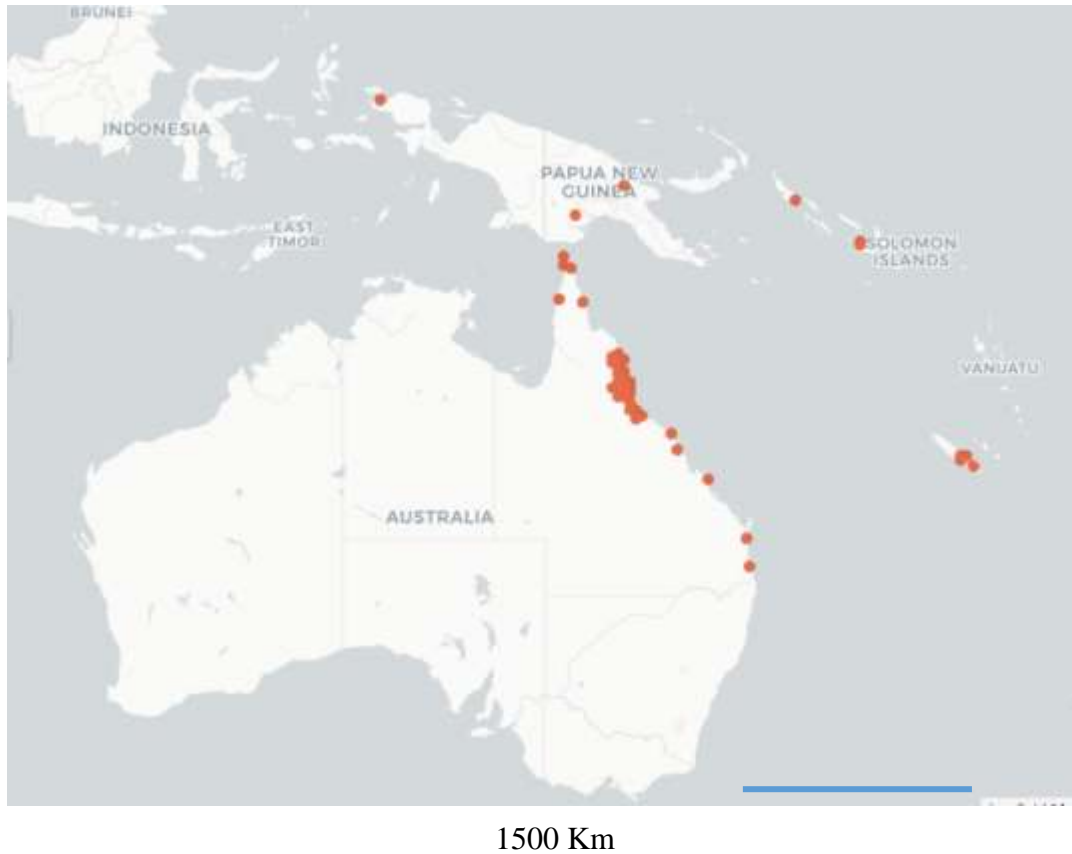 BRUNEI
INDONESIA
PAPUA NEW
GUINEA
EAST
TIMOR
SOLOMON
ISLANDS
VANUATU
AUSTRALIA
1500 Km